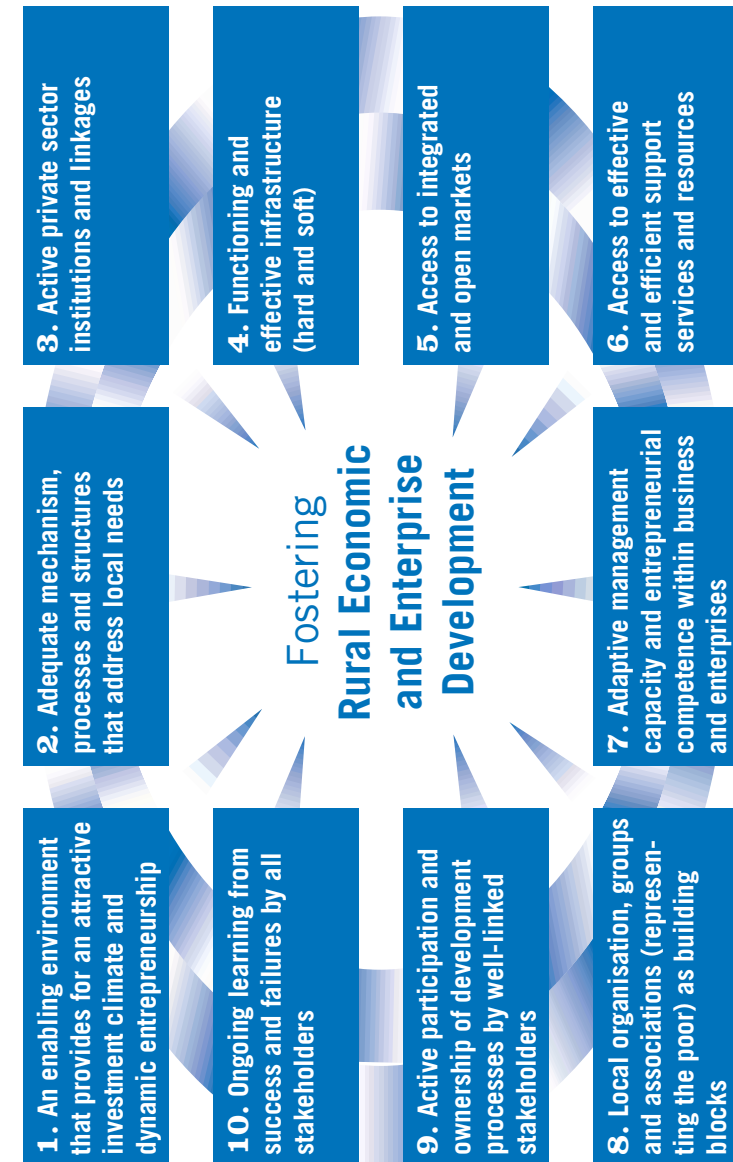 1. An enabling environment
that provides for an attractive
investment climate and
dynamic entrepreneurship
2. Adequate mechanism,
processes and structures
that address local needs
3. Active private sector
institutions and linkages
4. Functioning and
effective infrastructure
(hard and soft)
5. Access to integrated
and open markets
6. Access to effective
and efficient support
services and resources
7. Adaptive management
capacity and entrepreneurial
competence within business
and enterprises
8. Local organisation, groups
and associations (represen-
ting the poor) as building
blocks
9. Active participation and
ownership of development
processes by well-linked
stakeholders
10. Ongoing learning from
success and failures by all
stakeholders
Fostering
Rural Economic
and Enterprise
Development